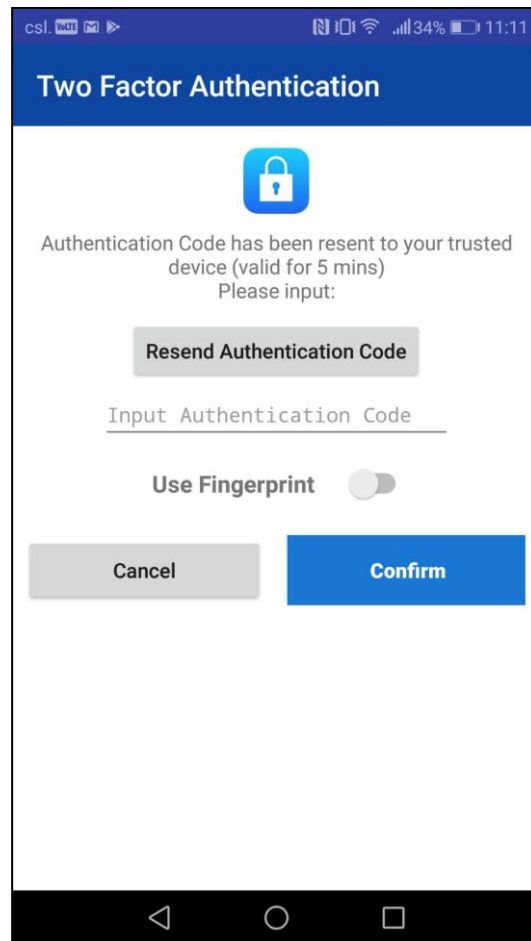 csl. VoLTE 34% 11:11
Two Factor Authentication
Authentication Code has been resent to your trusted
device (valid for 5 mins)
Please input:
Resend Authentication Code
Input Authentication Code
Use Fingerprint
Cancel Confirm